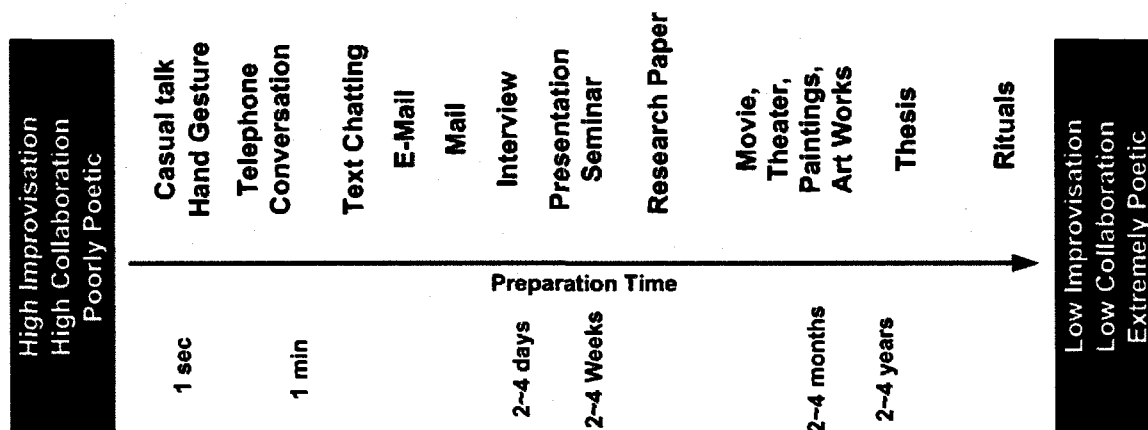 High Improvisation
High Collaboration
Poorly Poetic
Casual talk
Hand Gesture
Telephone
Conversation
Text Chatting
E-Mail
Mail
Interview
Presentation
Seminar
Research Paper
Movie,
Theater,
Paintings,
Art Works
Thesis
Rituals
Preparation Time
1 sec
1 min
2~4 days
2~4 Weeks
2~4 months
2~4 years
Low Improvisation
Low Collaboration
Extremely Poetic